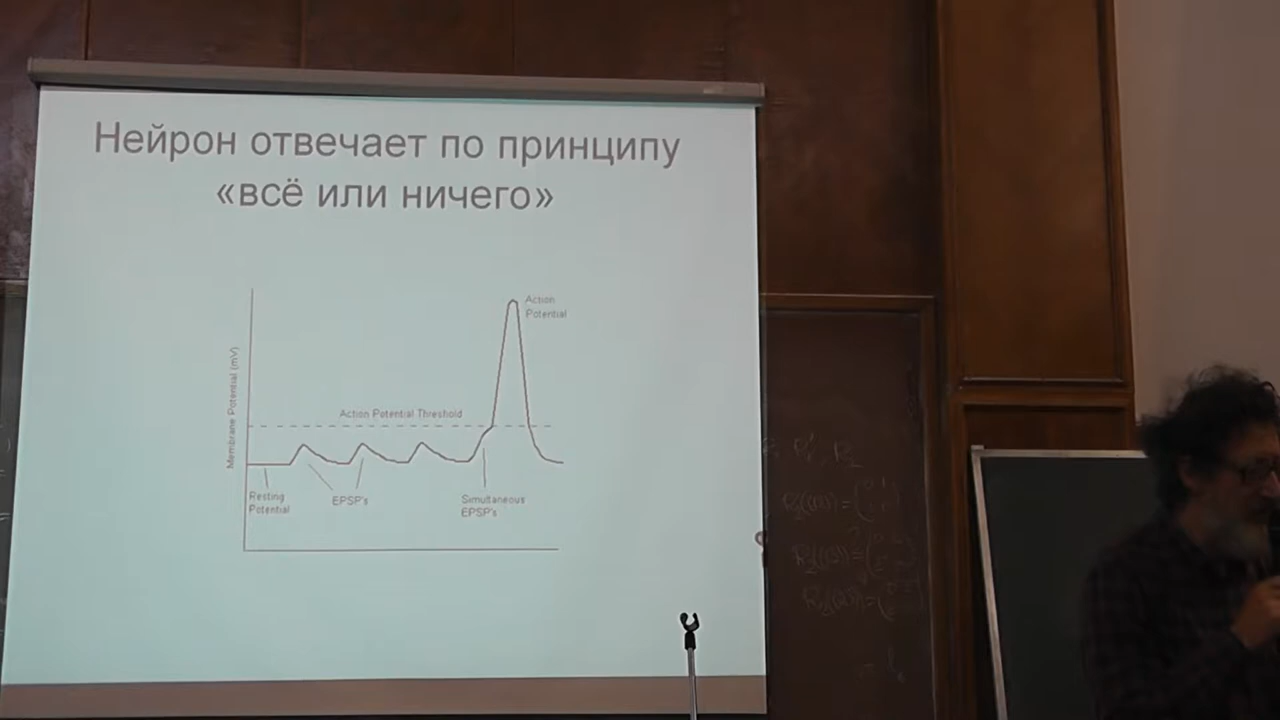 Нейрон отвечает по принципу
«всё или ничего»
Action
Potential
Membrane Potential (mV)
Action Potential Threshold
Resting
Potential
EPSP's
Simultaneous
EPSP's